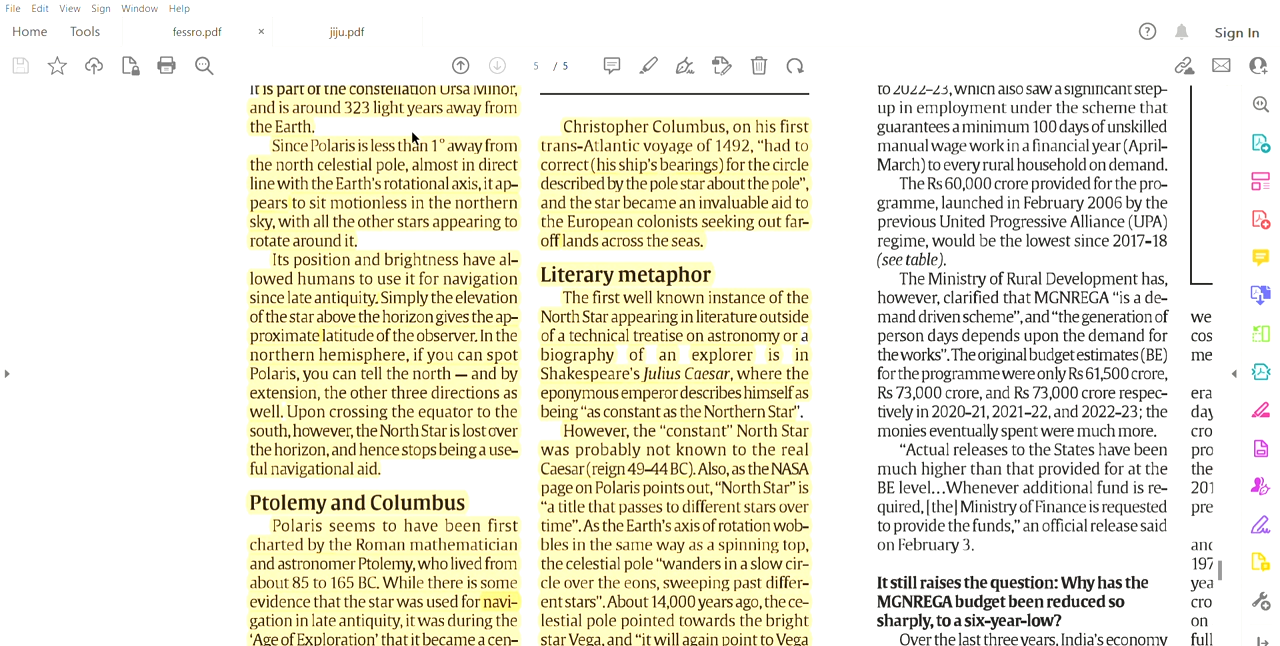 File Edit View Sign Window Help
Home Tools fessro.pdf × jiju.pdf ? Sign In
5 / 5
It is part of the constellation Ursa Minor,
and is around 323 light years away from
the Earth.
Since Polaris is less than 1° away from
the north celestial pole, almost in direct
line with the Earth's rotational axis, it ap-
pears to sit motionless in the northern
sky, with all the other stars appearing to
rotate around it.
Its position and brightness have al-
lowed humans to use it for navigation
since late antiquity. Simply the elevation
of the star above the horizon gives the ap-
proximate latitude of the observer. In the
northern hemisphere, if you can spot
Polaris, you can tell the north — and by
extension, the other three directions as
well. Upon crossing the equator to the
south, however, the North Star is lost over
the horizon, and hence stops being a use-
ful navigational aid.
Ptolemy and Columbus
Polaris seems to have been first
charted by the Roman mathematician
and astronomer Ptolemy, who lived from
about 85 to 165 BC. While there is some
evidence that the star was used for navi-
gation in late antiquity, it was during the
'Age of Exploration' that it became a cen-
Christopher Columbus, on his first
trans-Atlantic voyage of 1492, "had to
correct (his ship's bearings) for the circle
described by the pole star about the pole",
and the star became an invaluable aid to
the European colonists seeking out far-
off lands across the seas.
Literary metaphor
The first well known instance of the
North Star appearing in literature outside
of a technical treatise on astronomy or a
biography of an explorer is in
Shakespeare's Julius Caesar, where the
eponymous emperor describes himself as
being "as constant as the Northern Star".
However, the "constant" North Star
was probably not known to the real
Caesar (reign 49-44 BC). Also, as the NASA
page on Polaris points out, "North Star" is
"a title that passes to different stars over
time". As the Earth's axis of rotation wob-
bles in the same way as a spinning top,
the celestial pole "wanders in a slow cir-
cle over the eons, sweeping past differ-
ent stars". About 14,000 years ago, the ce-
lestial pole pointed towards the bright
star Vega, and "it will again point to Vega
to 2022-23, which also saw a significant step-
up in employment under the scheme that
guarantees a minimum 100 days of unskilled
manual wage work in a financial year (April-
March) to every rural household on demand.
The Rs 60,000 crore provided for the pro-
gramme, launched in February 2006 by the
previous United Progressive Alliance (UPA)
regime, would be the lowest since 2017-18
(see table).
The Ministry of Rural Development has,
however, clarified that MGNREGA "is a de-
mand driven scheme", and "the generation of
person days depends upon the demand for
the works". The original budget estimates (BE)
for the programme were only Rs 61,500 crore,
Rs 73,000 crore, and Rs 73,000 crore respec-
tively in 2020-21, 2021-22, and 2022-23; the
monies eventually spent were much more.
"Actual releases to the States have been
much higher than that provided for at the
BE level...Whenever additional fund is re-
quired, [the] Ministry of Finance is requested
to provide the funds," an official release said
on February 3.
It still raises the question: Why has the
MGNREGA budget been reduced so
sharply, to a six-year-low?
Over the last three years, India's economy
we
cos
me
era
day
cro
pro
the
201
pre
and
197
yea
cro
on
full